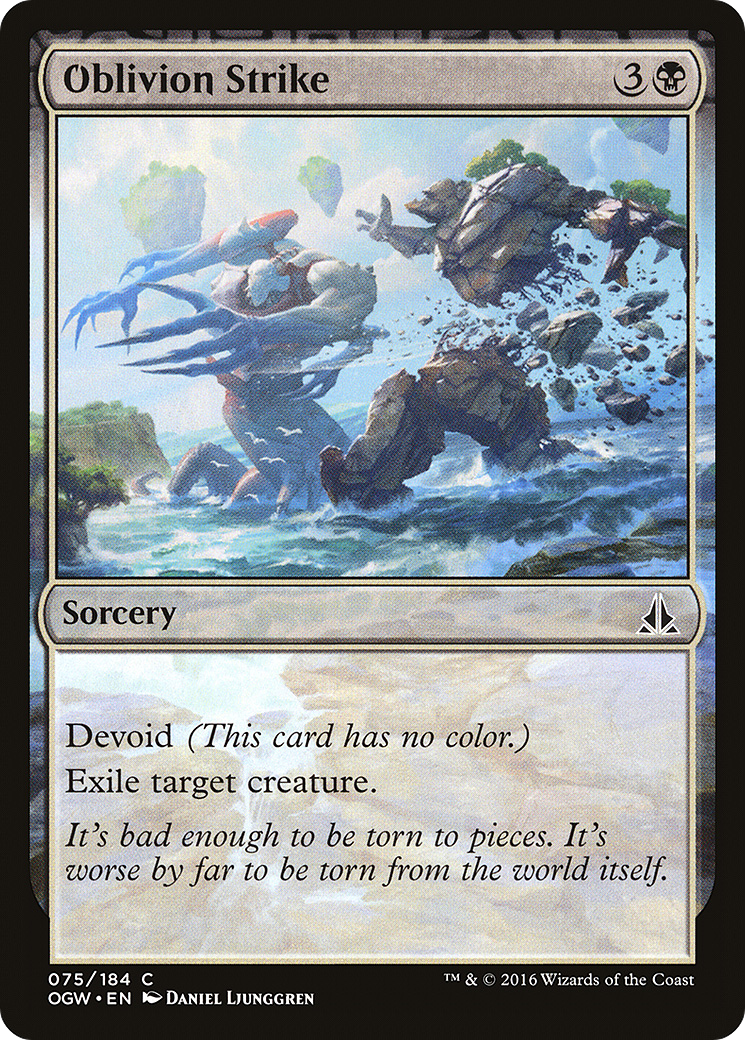 Oblivion Strike 3
Sorcery
Devoid (This card has no color.)
Exile target creature.
It's bad enough to be torn to pieces. It's
worse by far to be torn from the world itself.
075/184 C
OGW • EN Daniel Ljunggren
™ & © 2016 Wizards of the Coast